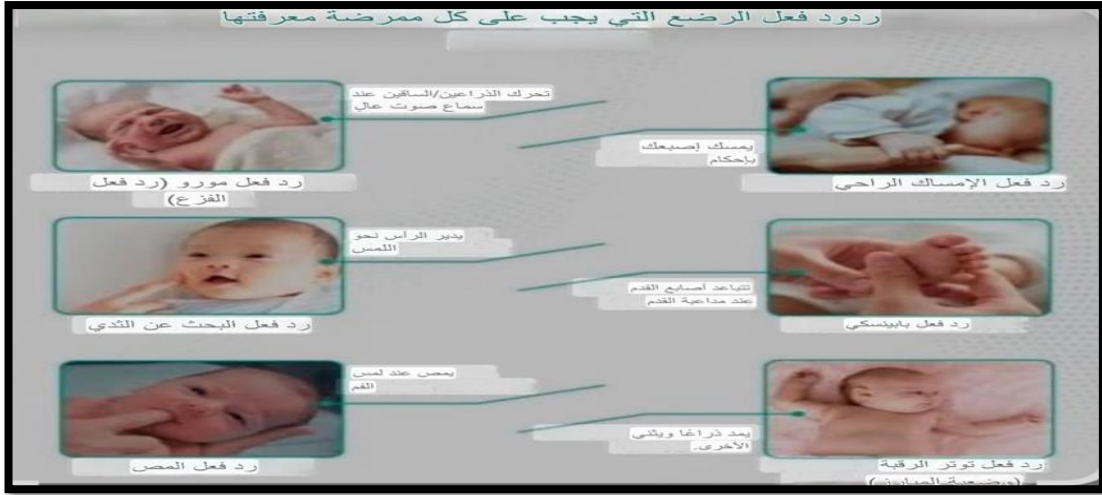 ردود فعل الرضع التي يجب على كل ممرضة معرفتها
يمسك إصبعك
بإحكام
رد فعل الإمساك الراحي
تحرك الذراعين/الساقين عند
سماع صوت عال
رد فعل مورو (رد فعل
الفزع)
تتباعد أصابع القدم
عند مداعبة القدم
رد فعل بابينسكي
يدير الرأس نحو
اللمس
رد فعل البحث عن الثدي
يمد ذراعًا ويثني
الأخرى.
رد فعل توتر الرقبة
(وضعية المبارز)
يمص عند لمس
الفم
رد فعل المص